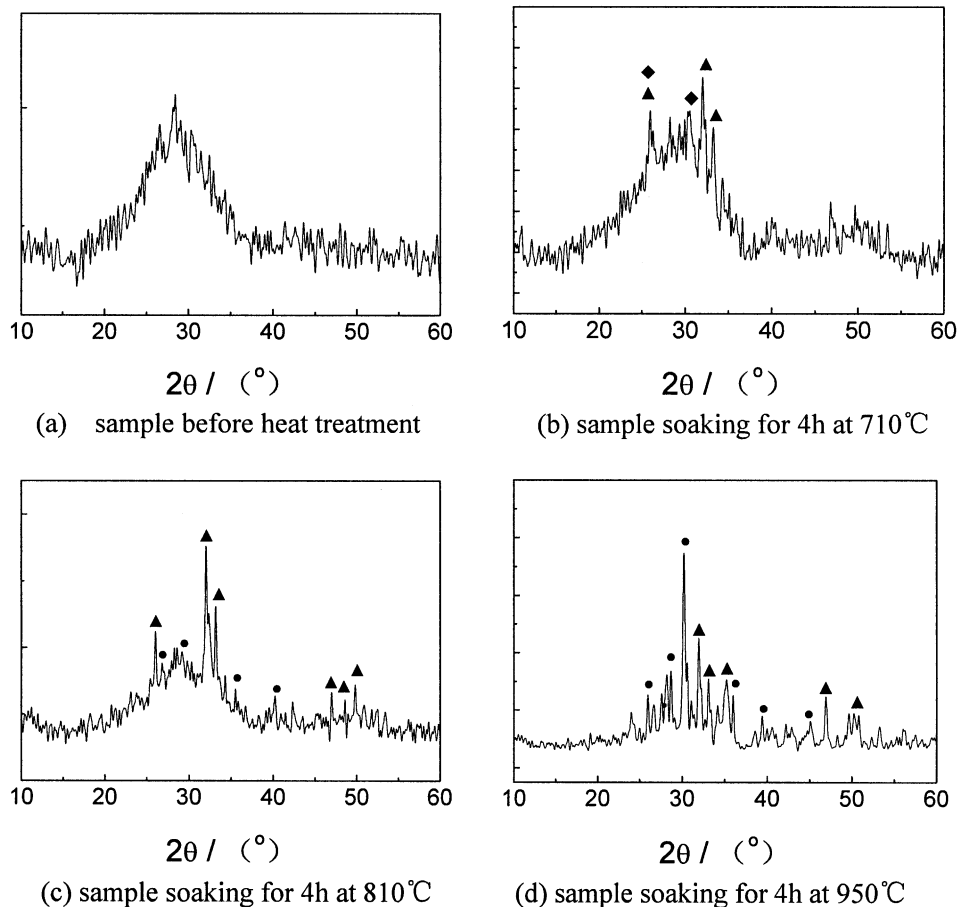 10 20 30 40 50 60
2θ / (°)
(a) sample before heat treatment
10 20 30 40 50 60
2θ / (°)
(b) sample soaking for 4h at 710℃
10 20 30 40 50 60
2θ / (°)
(c) sample soaking for 4h at 810℃
10 20 30 40 50 60
2θ / (°)
(d) sample soaking for 4h at 950℃